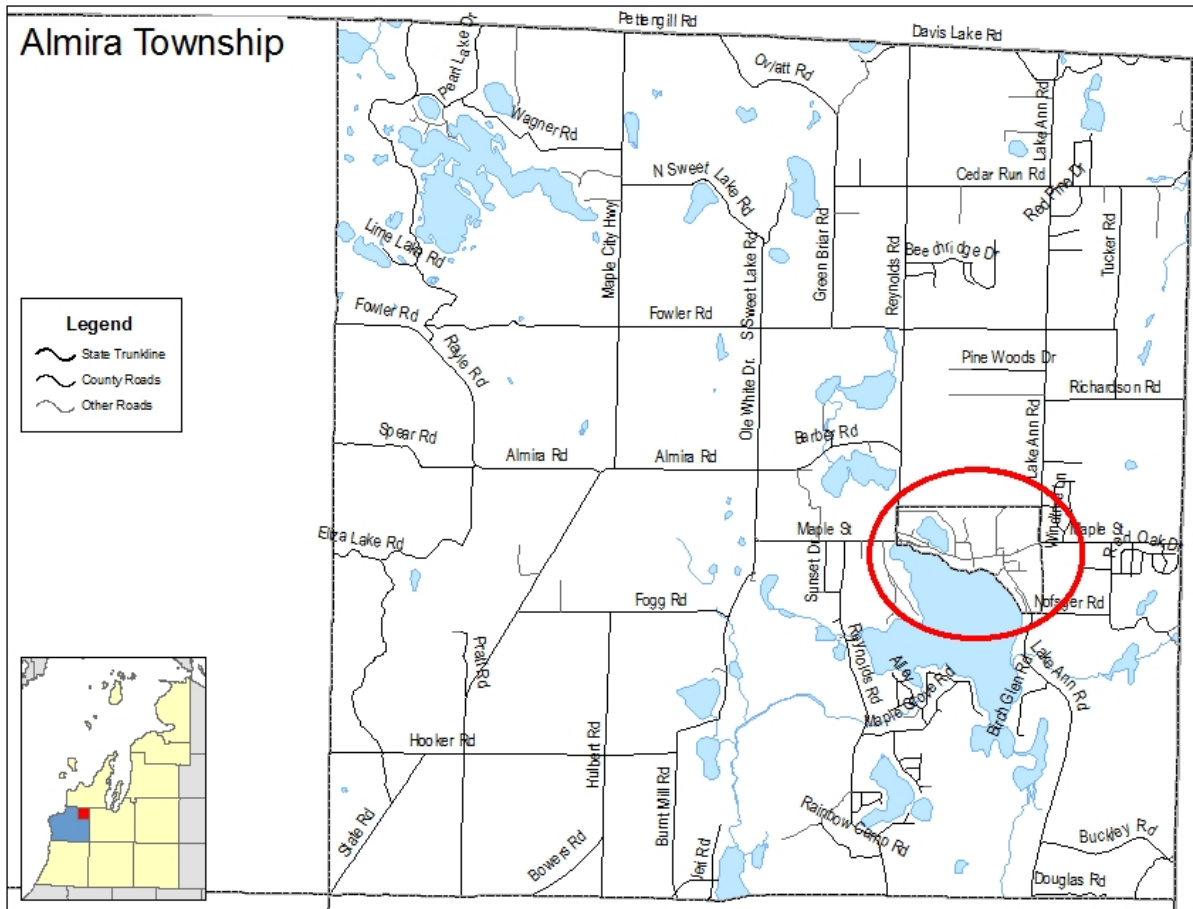 Almira Township
Pettengill Rd
Davis Lake Rd
Pearl Lake Dr
Oviatt Rd
Wagner Rd
Lake Ann Rd
N Sweet Lake Rd
Cedar Run Rd
Red Pine Dr
Maple City Hwy
Lime Lake Rd
S Sweet Lake Rd
Green Briar Rd
Reynolds Rd
Beechridge Dr
Tucker Rd
Fowler Rd
Fowler Rd
Legend
State Trunkline
County Roads
Other Roads
Rayle Rd
Pine Woods Dr
Richardson Rd
Ole White Dr.
Lake Ann Rd
Spear Rd
Almira Rd
Almira Rd
Barber Rd
Eliza Lake Rd
Maple St
Maple St
Red Oak Dr
Sunset Dr
Fogg Rd
Nofsger Rd
Pratt Rd
Reynolds Rd
Alley
Maple Grove Rd
Birch Glen Rd
Lake Ann Rd
Hooker Rd
Hulbert Rd
Burnt Mill Rd
State Rd
Bowers Rd
Rainbow Camp Rd
Buckley Rd
Douglas Rd